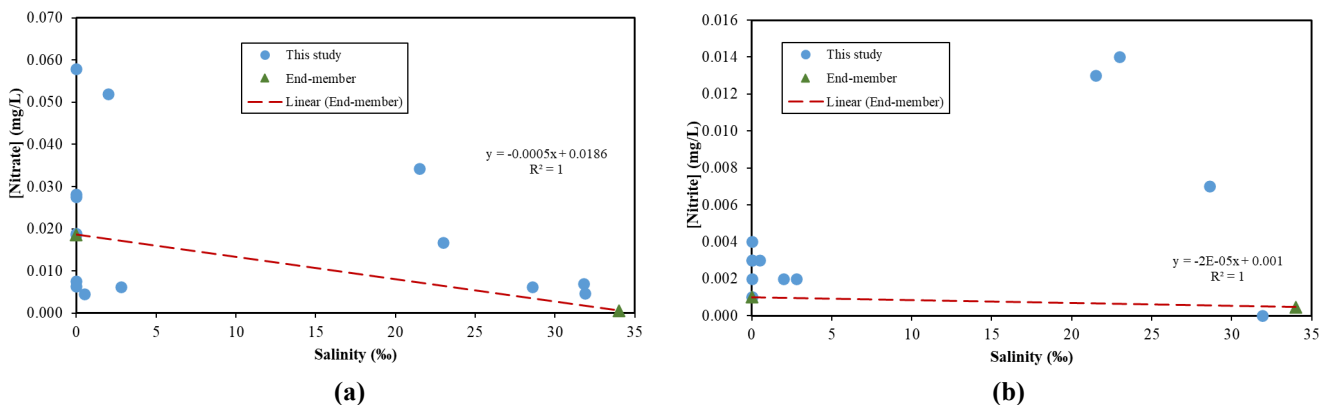 0.070
0.060
0.050
0.040
0.030
0.020
0.010
0.000
[Nitrate] (mg/L)
This study
End-member
Linear (End-member)
y = -0.0005x + 0.0186
R² = 1
0 5 10 15 20 25 30 35
Salinity (‰)
(a)
0.016
0.014
0.012
0.010
0.008
0.006
0.004
0.002
0.000
[Nitrite] (mg/L)
This study
End-member
Linear (End-member)
y = -2E-05x + 0.001
R² = 1
0 5 10 15 20 25 30 35
Salinity (‰)
(b)